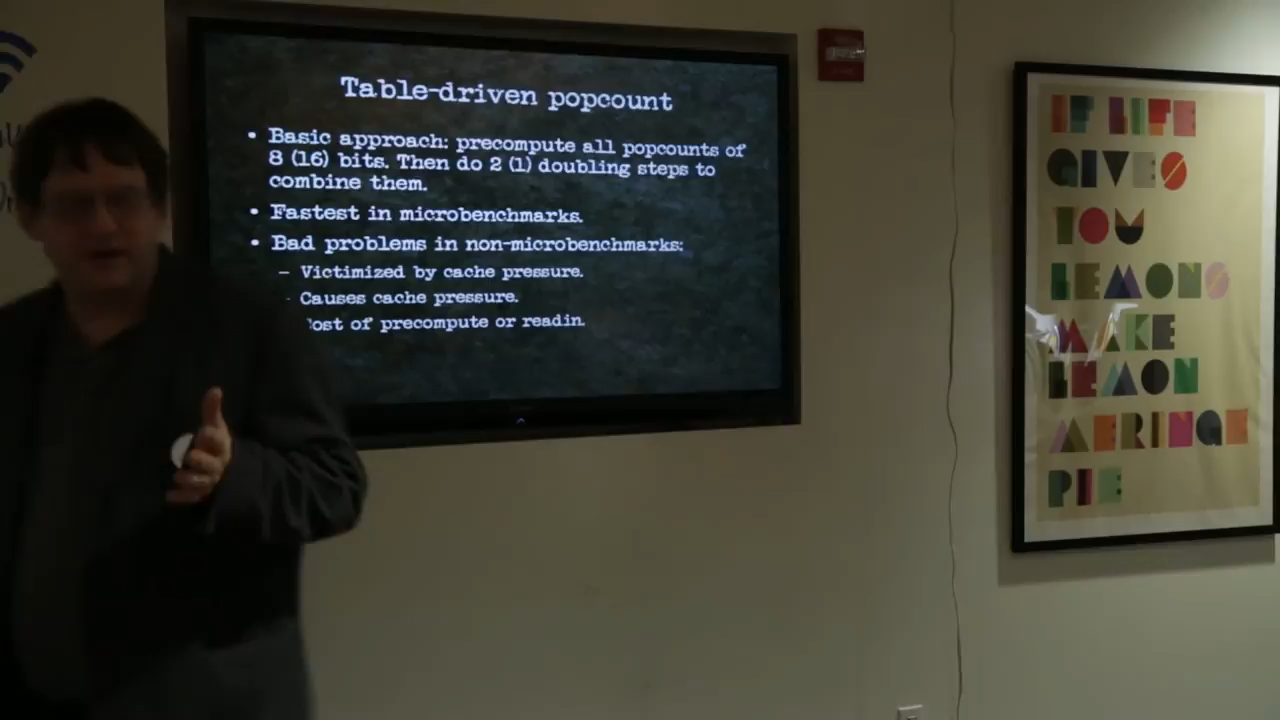 Table-driven popcount
• Basic approach: precompute all popcounts of
8 (16) bits. Then do 2 (1) doubling steps to
combine them.
• Fastest in microbenchmarks.
• Bad problems in non-microbenchmarks:
– Victimized by cache pressure.
- Causes cache pressure.
of precompute or readin.
IF LIFE
GIVES
YOU
LEMONS
MAKE
LEMON
MERINGE
PIE